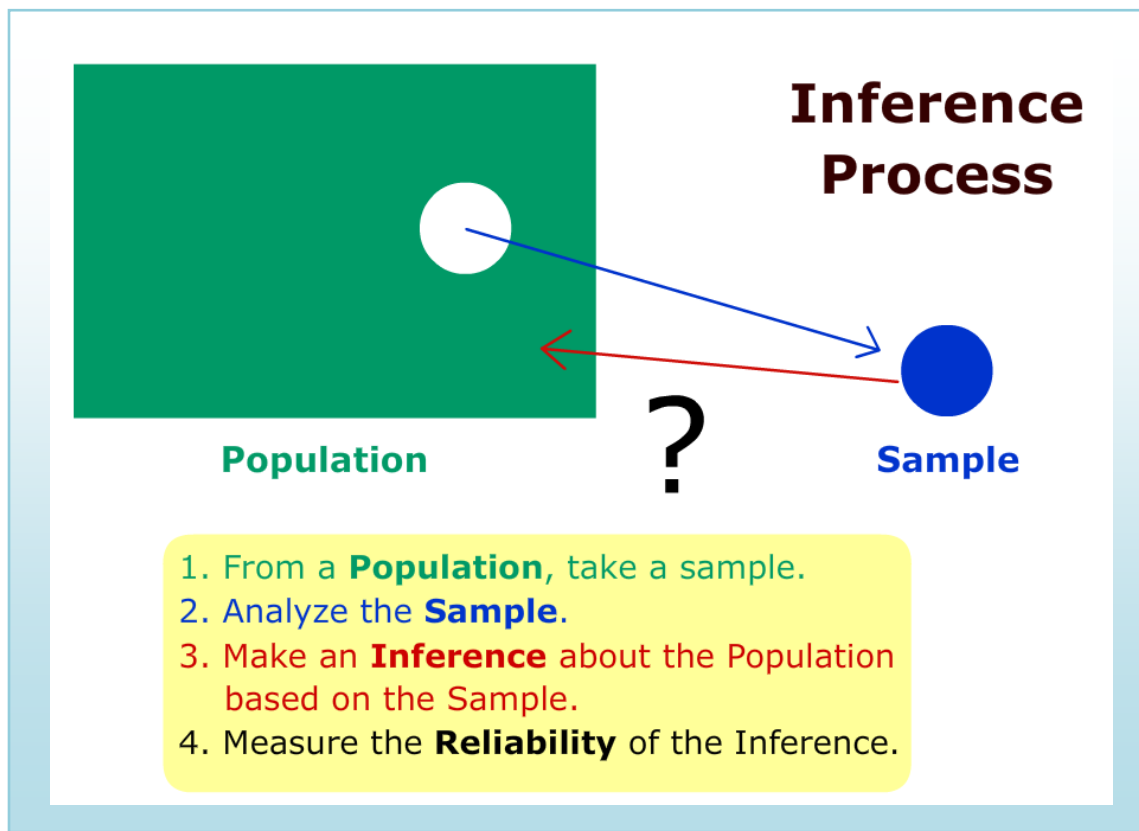 Inference
Process
?
Population
Sample
1. From a Population, take a sample.
2. Analyze the Sample.
3. Make an Inference about the Population
based on the Sample.
4. Measure the Reliability of the Inference.